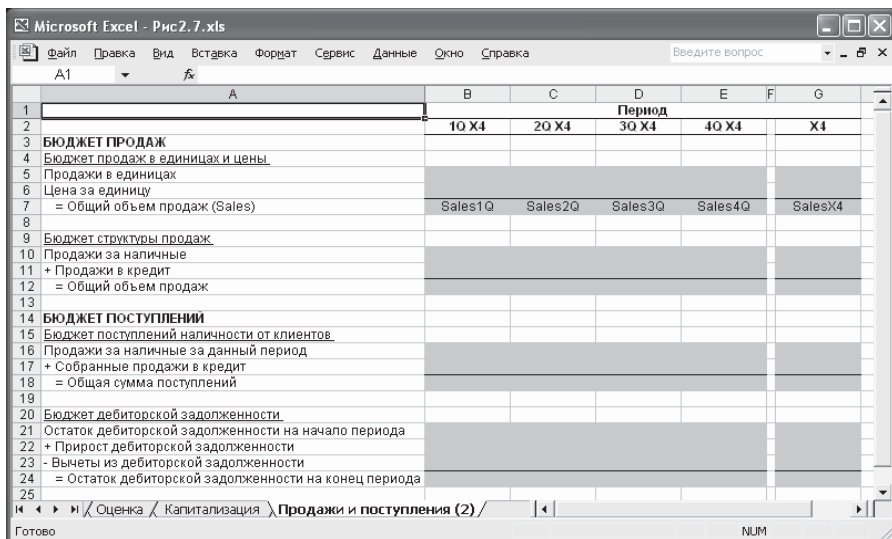 Microsoft Excel - Рис2.7.xls
Файл Правка Вид Вставка Формат Сервис Данные Окно Справка Введите вопрос
A1 fx
A B C D E F G
1 Период
2 1Q X4 2Q X4 3Q X4 4Q X4 X4
3 БЮДЖЕТ ПРОДАЖ
4 Бюджет продаж в единицах и цены
5 Продажи в единицах
6 Цена за единицу
7 = Общий объем продаж (Sales) Sales1Q Sales2Q Sales3Q Sales4Q SalesX4
8
9 Бюджет структуры продаж
10 Продажи за наличные
11 + Продажи в кредит
12 = Общий объем продаж
13
14 БЮДЖЕТ ПОСТУПЛЕНИЙ
15 Бюджет поступлений наличности от клиентов
16 Продажи за наличные за данный период
17 + Собранные продажи в кредит
18 = Общая сумма поступлений
19
20 Бюджет дебиторской задолженности
21 Остаток дебиторской задолженности на начало периода
22 + Прирост дебиторской задолженности
23 - Вычеты из дебиторской задолженности
24 = Остаток дебиторской задолженности на конец периода
25
Оценка / Капитализация \ Продажи и поступления (2) /
Готово NUM